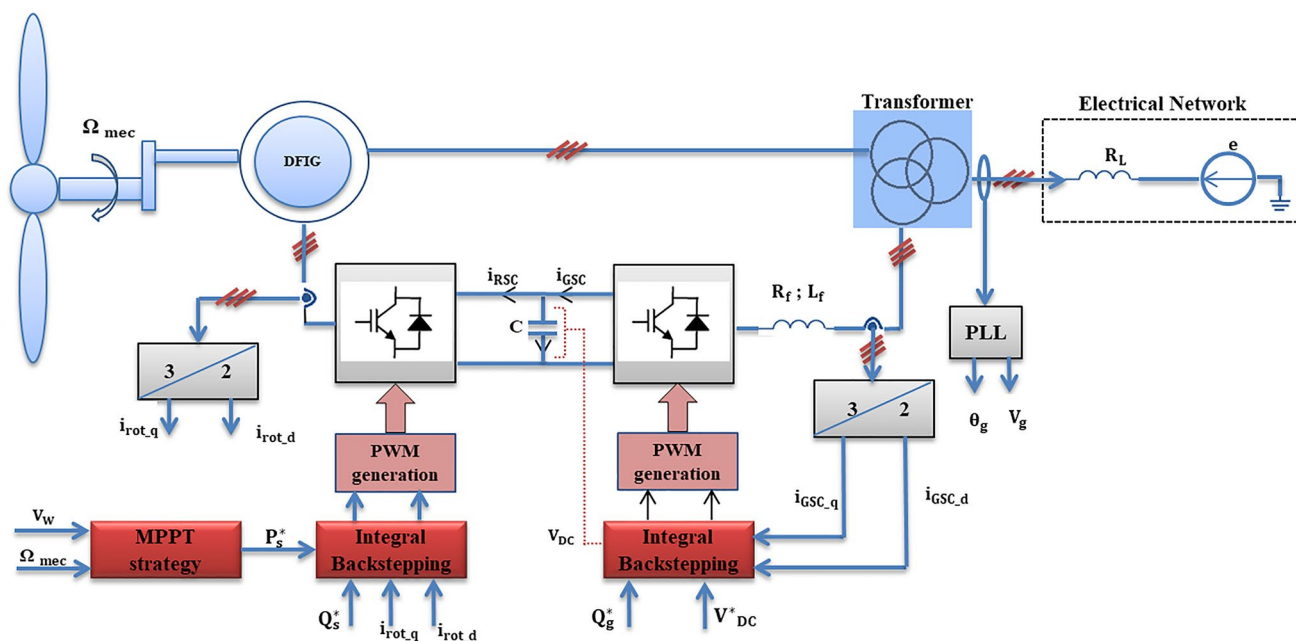 Transformer
Electrical Network
Ω mec
DFIG
R_L
e
i_RSC
i_GSC
R_f ; L_f
C
PLL
3 2
3 2
i_rot_q
i_rot_d
θ_g
V_g
PWM
generation
PWM
generation
i_GSC_q
i_GSC_d
V_W
Ω mec
MPPT
strategy
P_s^*
Integral
Backstepping
V_DC
Integral
Backstepping
Q_s^*
i_rot_q
i_rot d
Q_g^*
V^*_DC